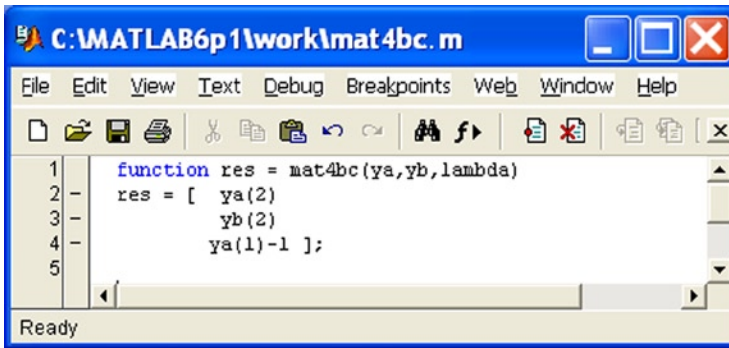 C:\MATLAB6p1\work\mat4bc.m
File Edit View Text Debug Breakpoints Web Window Help
1 function res = mat4bc(ya,yb,lambda)
2 - res = [ ya(2)
3 - yb(2)
4 - ya(1)-1 ];
5
Ready